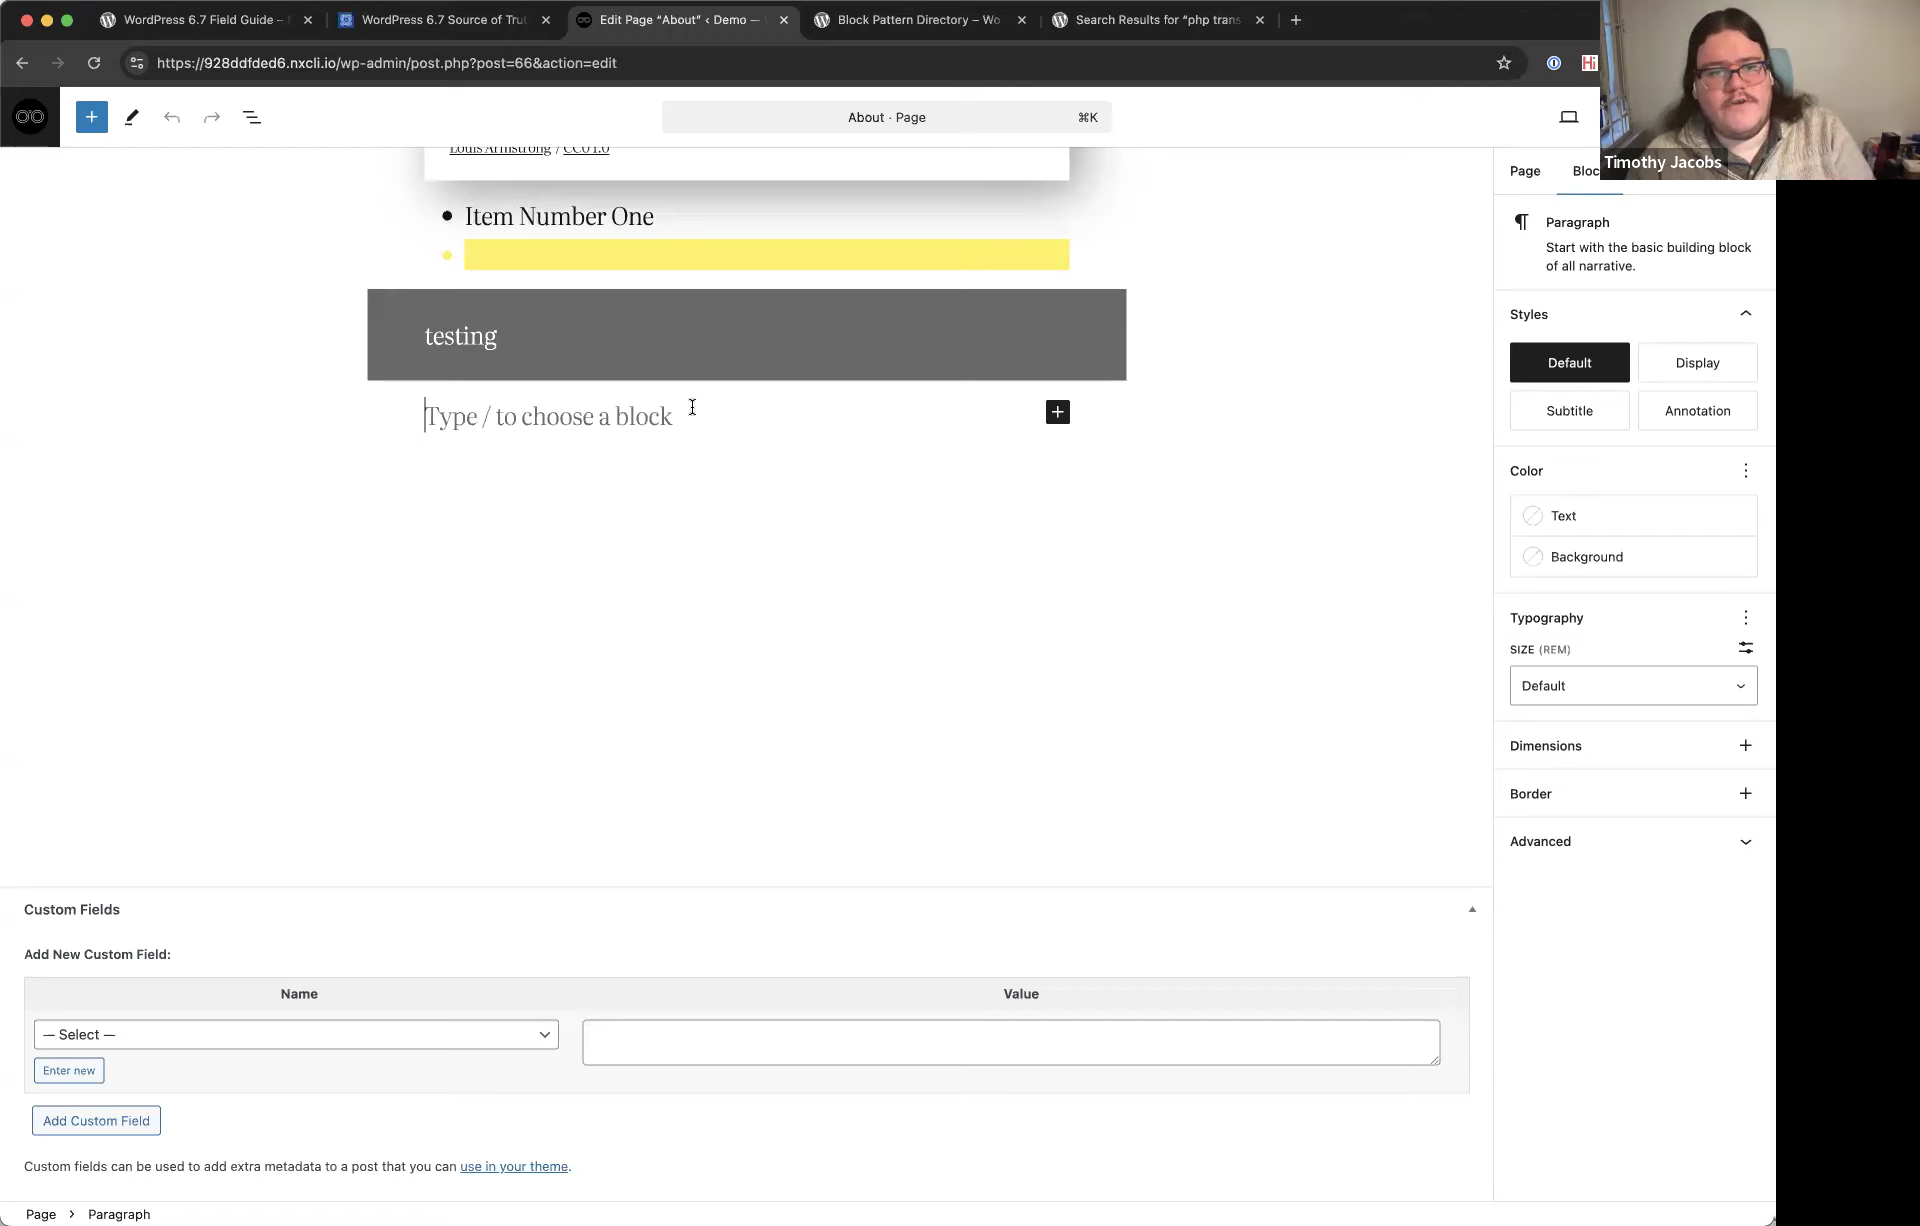 WordPress 6.7 Field Guide –
WordPress 6.7 Source of Trut
Edit Page “About” ‹ Demo —
Block Pattern Directory – Wo
Search Results for “php trans
https://928ddfded6.nxcli.io/wp-admin/post.php?post=66&action=edit
About · Page
⌘K
Timothy Jacobs
Louis Armstrong / CC0 1.0
Page
Bloc
Item Number One
Paragraph
Start with the basic building block
of all narrative.
testing
Styles
Default
Display
Subtitle
Annotation
Type / to choose a block
Color
Text
Background
Typography
SIZE (REM)
Default
Dimensions
Border
Advanced
Custom Fields
Add New Custom Field:
Name
Value
— Select —
Enter new
Add Custom Field
Custom fields can be used to add extra metadata to a post that you can use in your theme.
Page > Paragraph